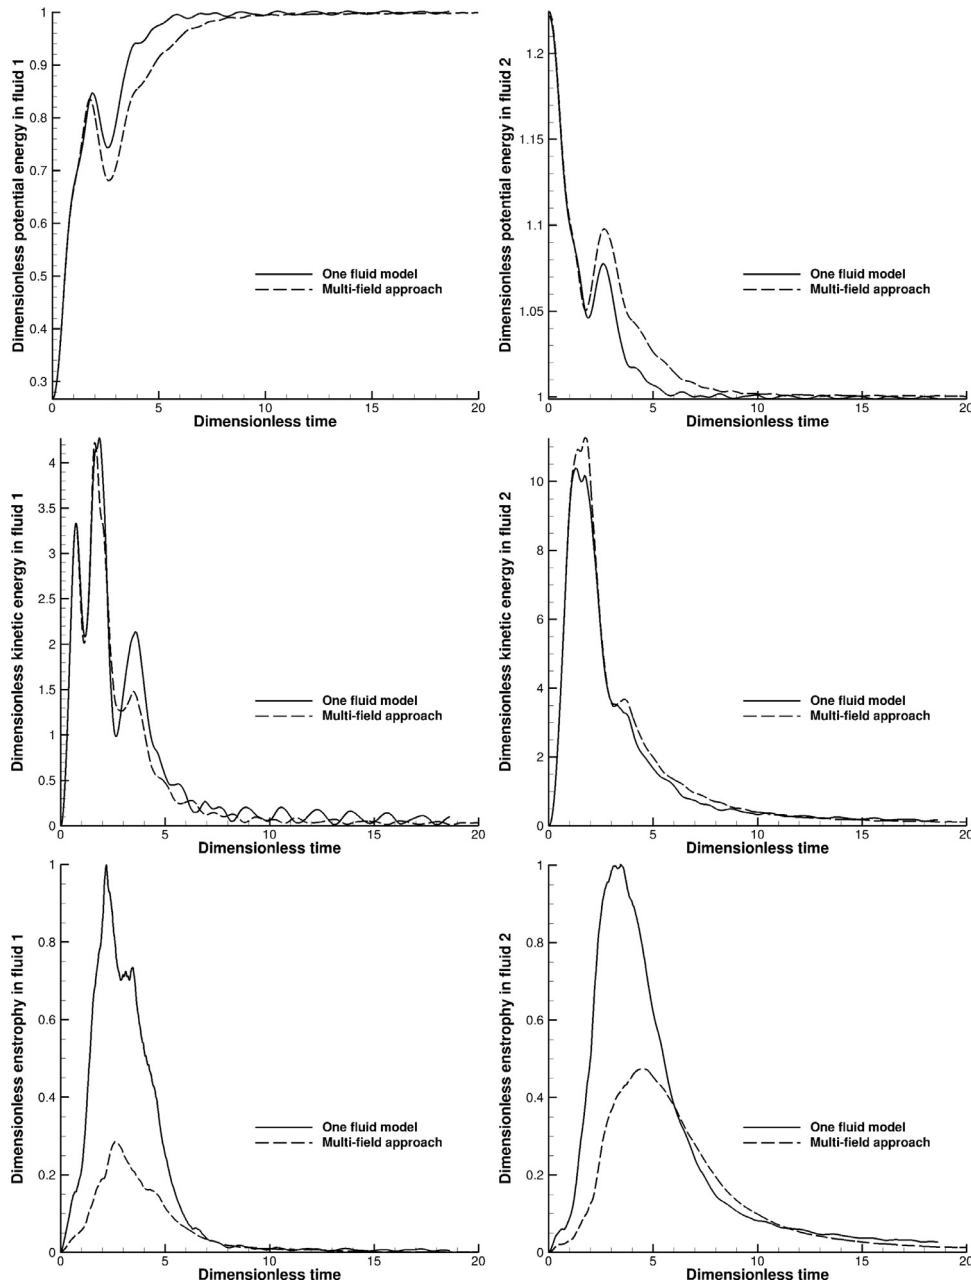 Dimensionless potential energy in fluid 1
1
0.9
0.8
0.7
0.6
0.5
0.4
0.3
One fluid model
Multi-field approach
0
5
10
15
20
Dimensionless time
Dimensionless potential energy in fluid 2
1.2
1.15
1.1
1.05
1
One fluid model
Multi-field approach
0
5
10
15
20
Dimensionless time
Dimensionless kinetic energy in fluid 1
4
3.5
3
2.5
2
1.5
1
0.5
0
One fluid model
Multi-field approach
0
5
10
15
20
Dimensionless time
Dimensionless kinetic energy in fluid 2
10
8
6
4
2
0
One fluid model
Multi-field approach
0
5
10
15
20
Dimensionless time
Dimensionless enstrophy in fluid 1
1
0.8
0.6
0.4
0.2
0
One fluid model
Multi-field approach
0
5
10
15
20
Dimensionless time
Dimensionless enstrophy in fluid 2
1
0.8
0.6
0.4
0.2
0
One fluid model
Multi-field approach
0
5
10
15
20
Dimensionless time